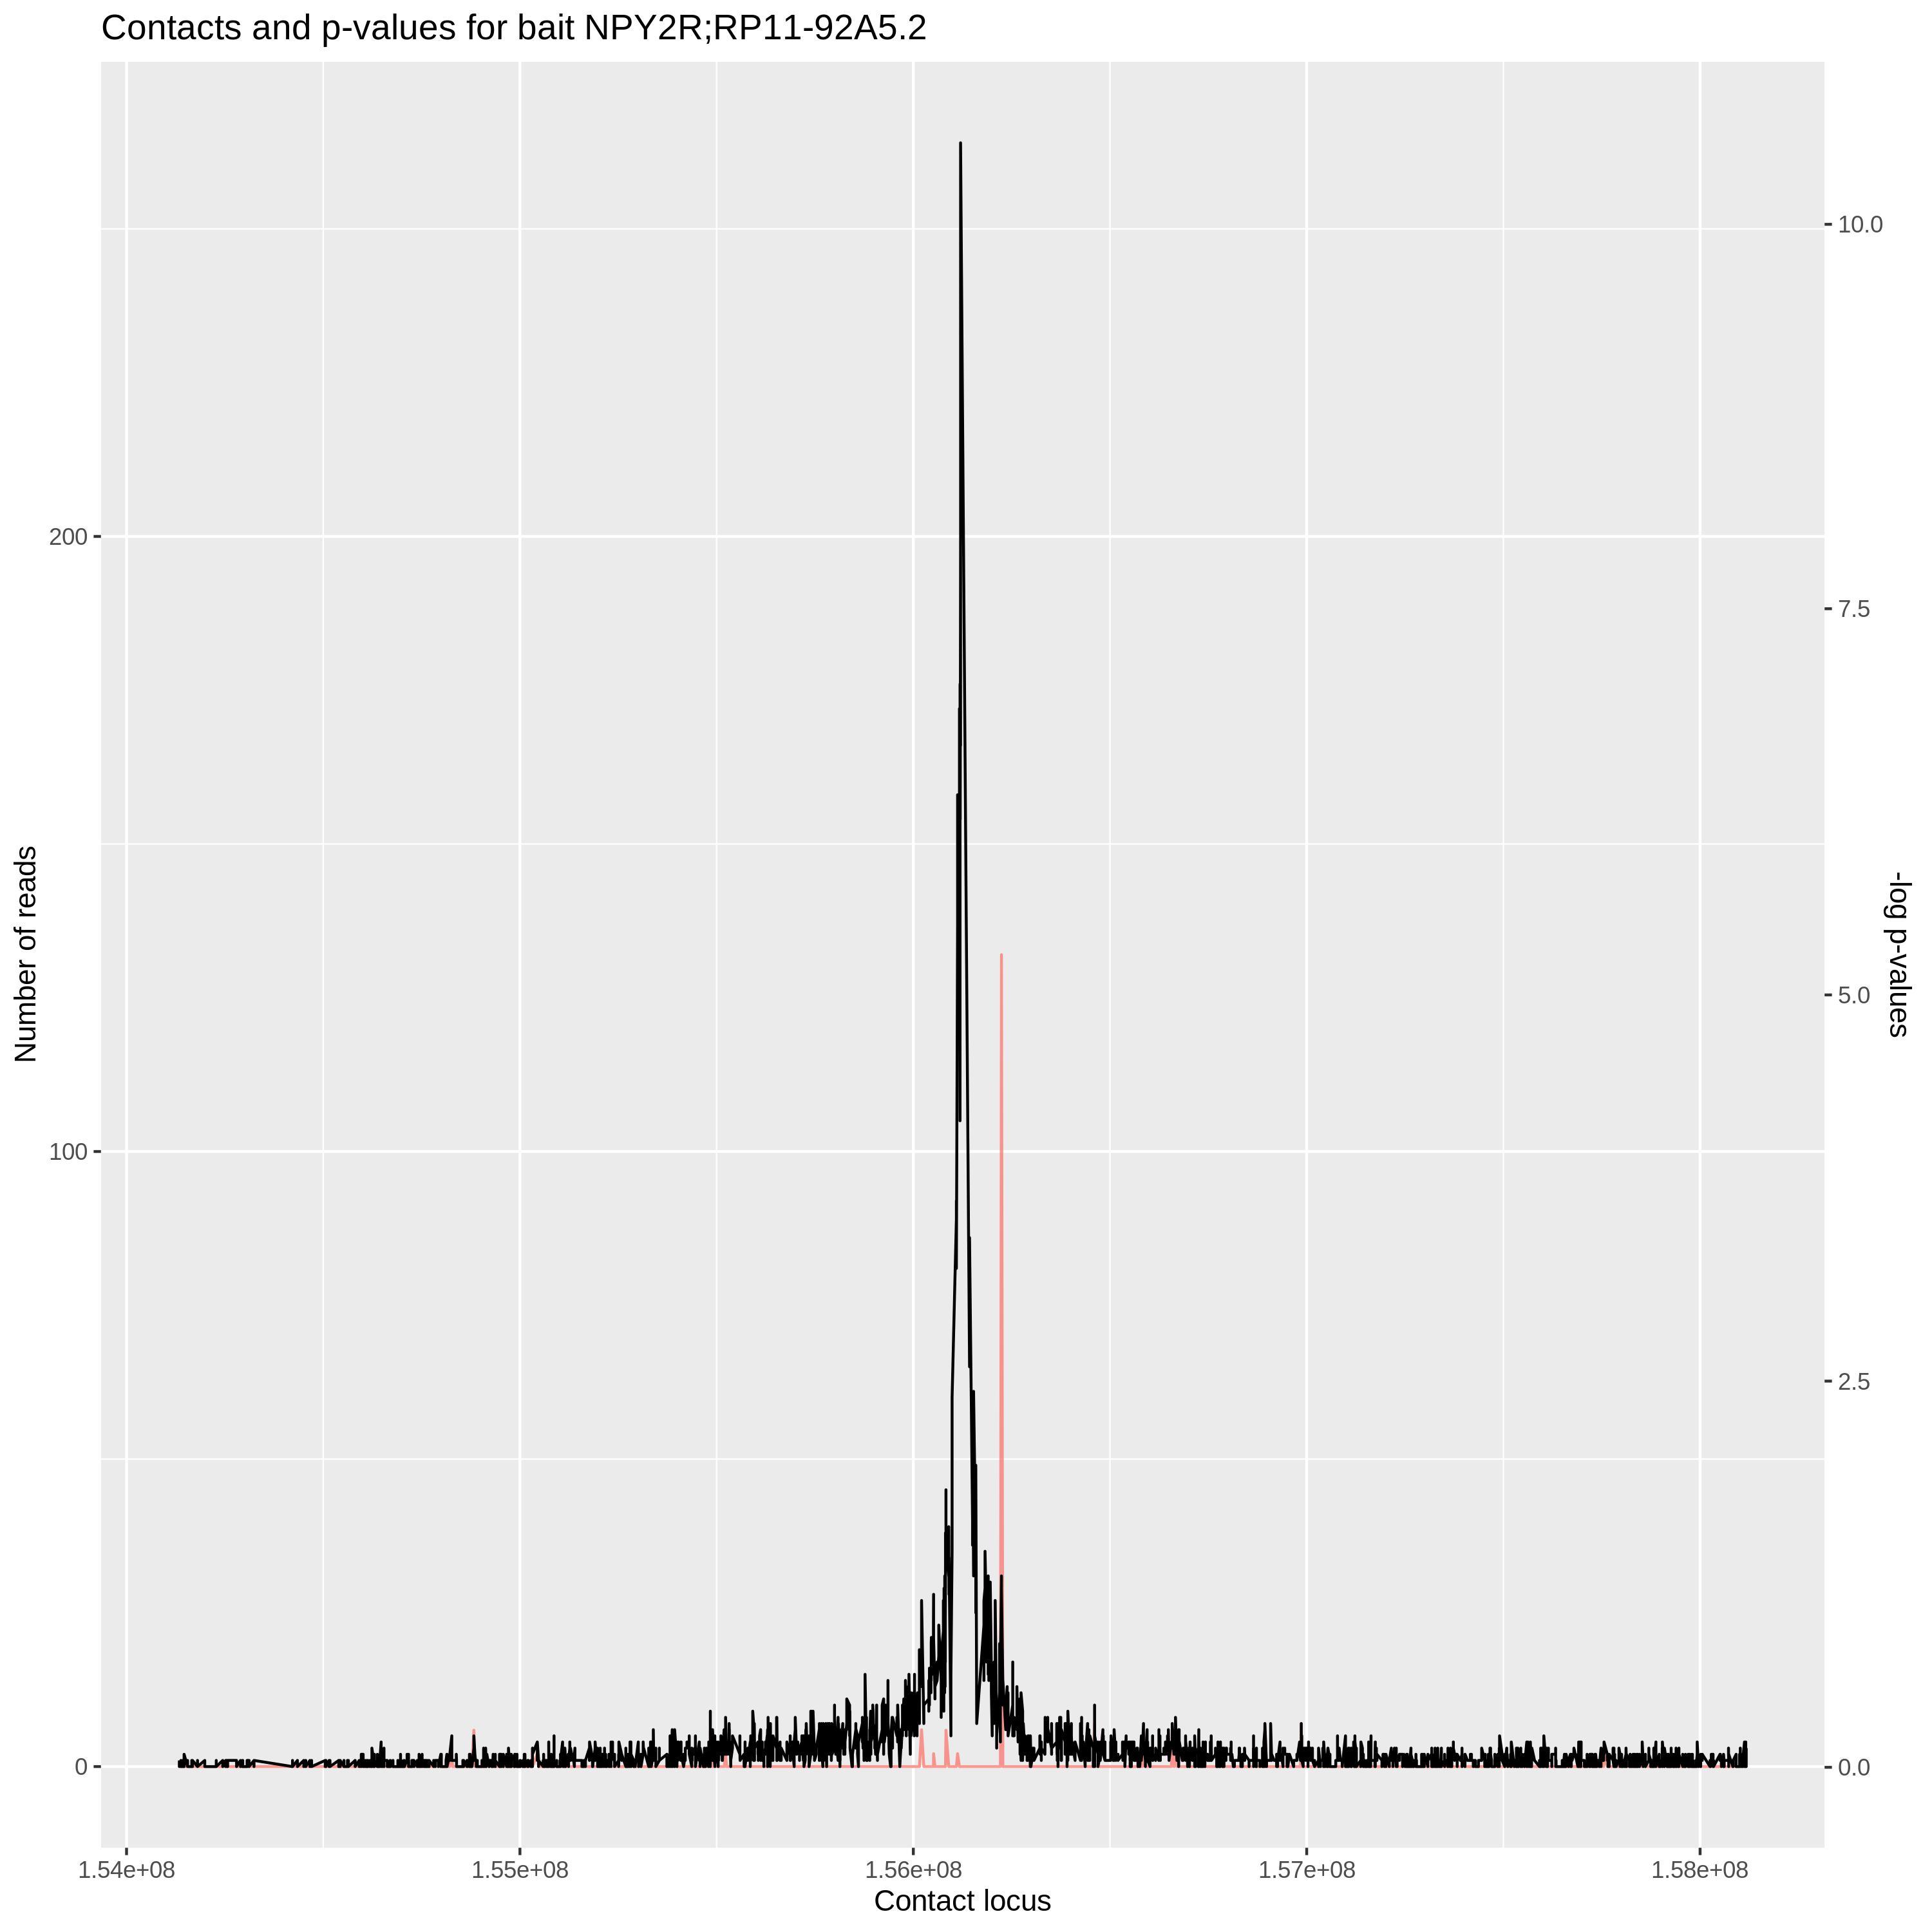 Contacts and p-values for bait NPY2R;RP11-92A5.2
Number of reads
200
100
0
10.0
7.5
5.0
2.5
0.0
-log p-values
1.54e+08
1.55e+08
1.56e+08
1.57e+08
1.58e+08
Contact locus